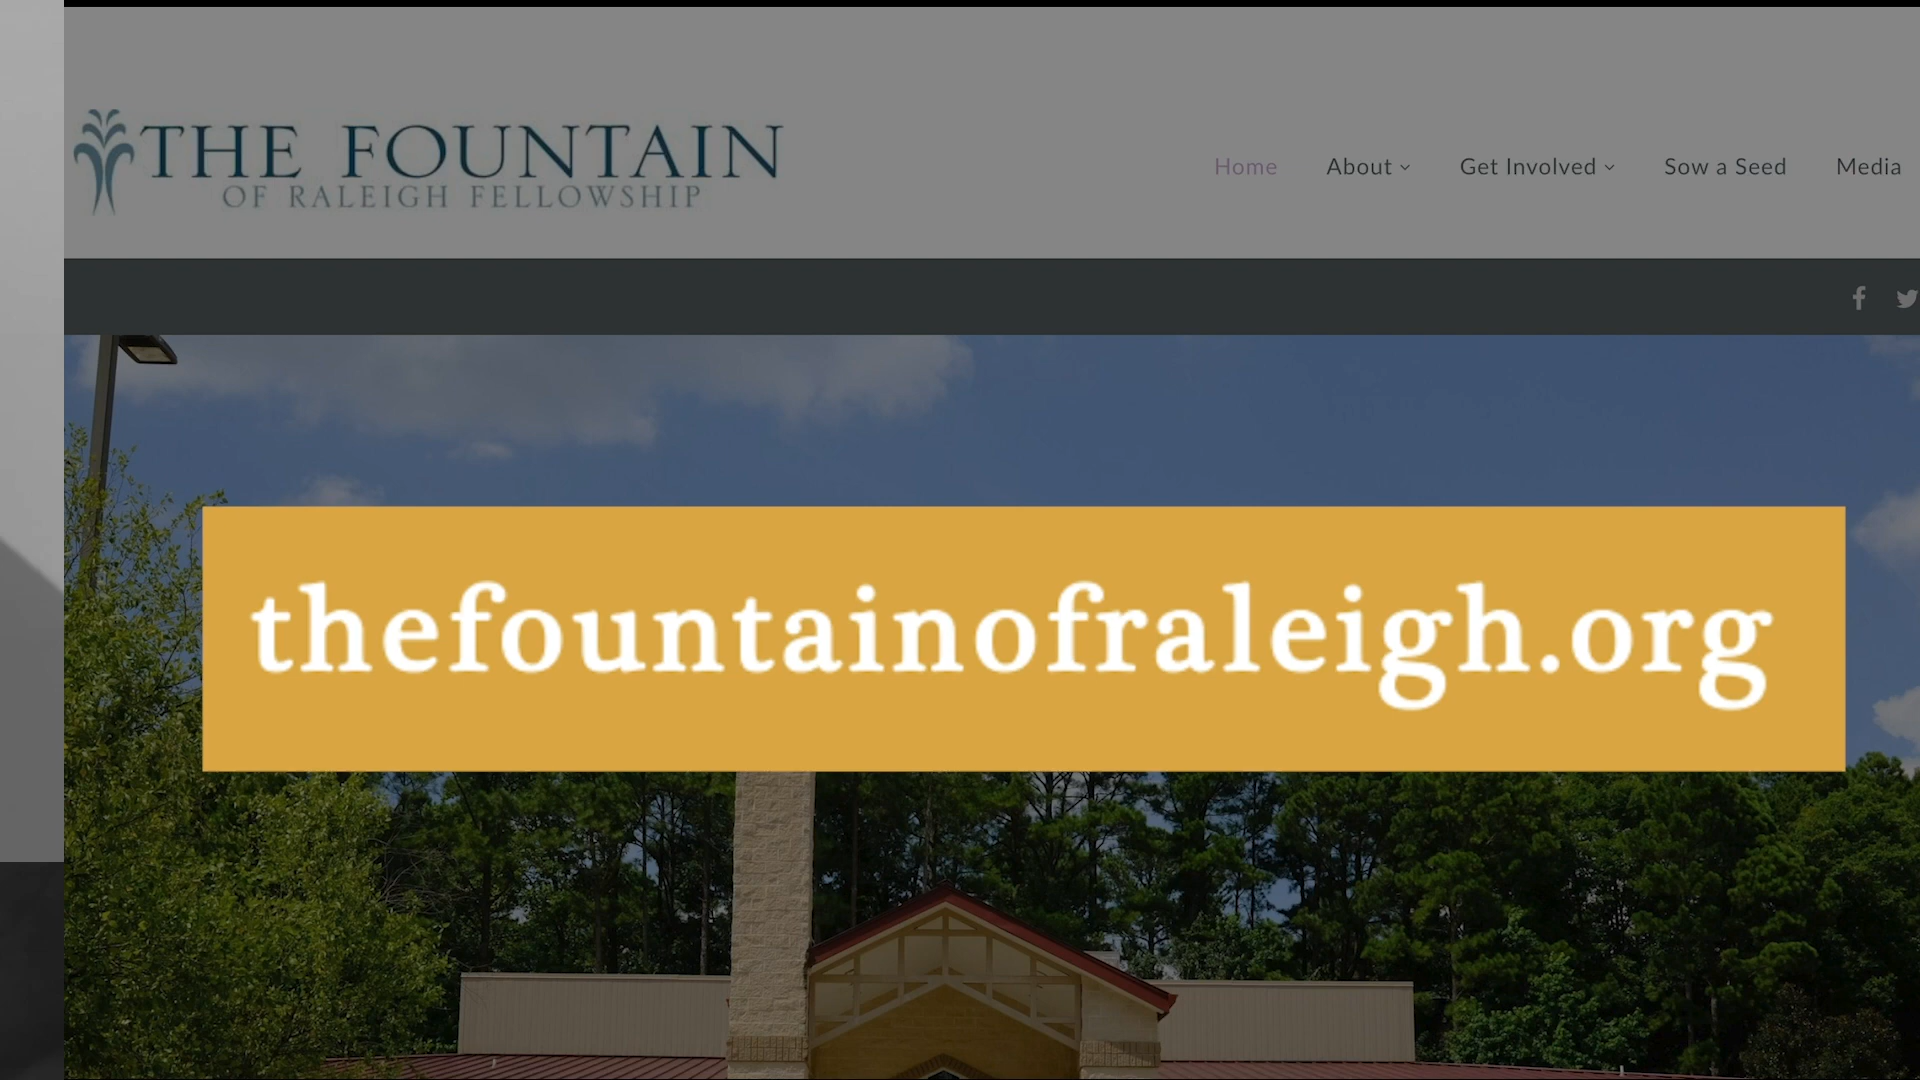 THE FOUNTAIN
OF RALEIGH FELLOWSHIP
Home About Get Involved Sow a Seed Media
thefountainofraleigh.org